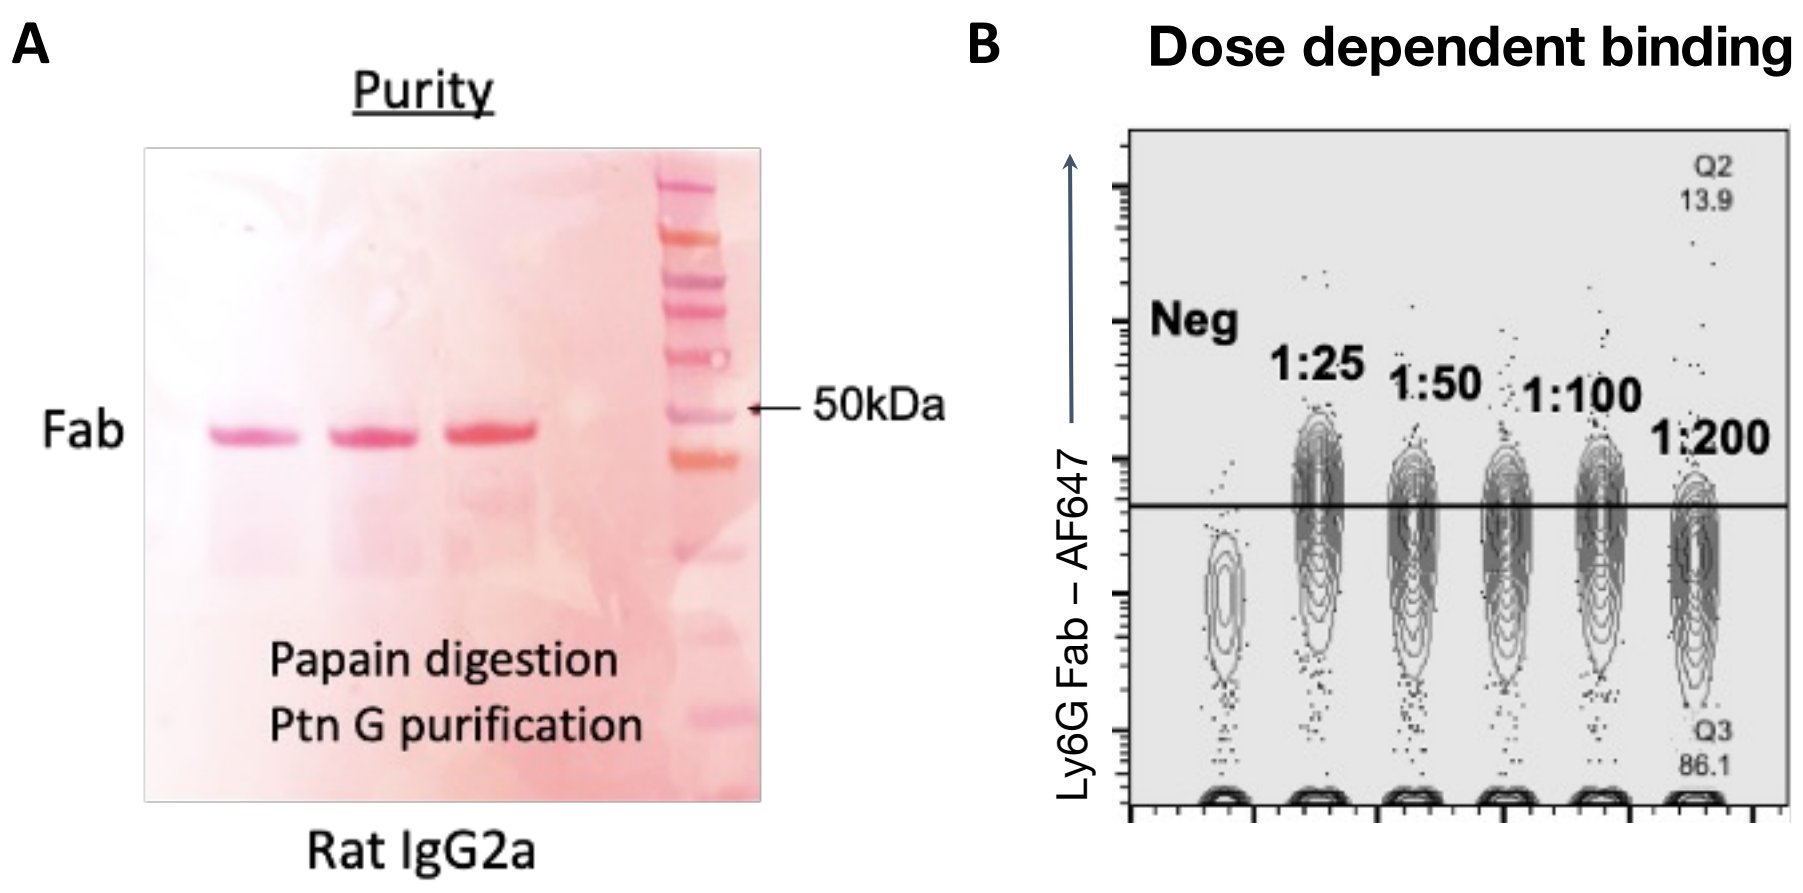 A
Purity
Fab
50kDa
Papain digestion
Ptn G purification
Rat IgG2a
B
Dose dependent binding
Ly6G Fab – AF647
Q2
13.9
Neg
1:25
1:50
1:100
1:200
Q3
86.1